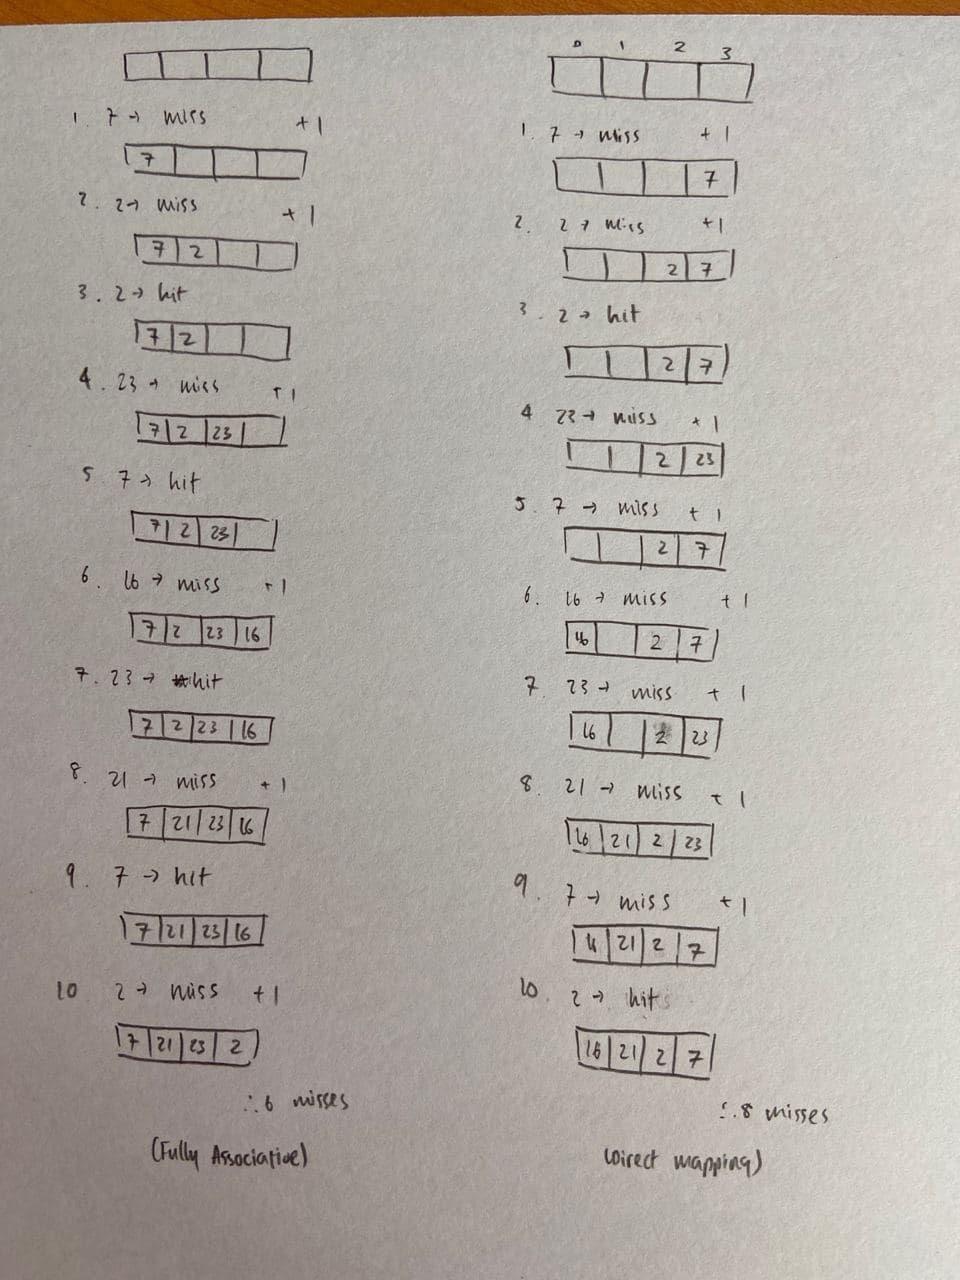 1. 7 → miss +1
7
2. 2 → miss +1
7 2
3. 2 → hit
7 2
4. 23 → miss +1
7 2 23
5. 7 → hit
7 2 23
6. 16 → miss +1
7 2 23 16
7. 23 → hit
7 2 23 16
8. 21 → miss +1
7 21 23 16
9. 7 → hit
7 21 23 16
10 2 → miss +1
7 21 23 2
∴ 6 misses
(Fully Associative)
0 1 2 3
1. 7 → miss +1
7
2. 2 → miss +1
2 7
3. 2 → hit
2 7
4 23 → miss +1
2 23
5. 7 → miss +1
2 7
6. 16 → miss +1
16 2 7
7. 23 → miss +1
16 2 23
8. 21 → miss +1
16 21 2 23
9. 7 → miss +1
16 21 2 7
10. 2 → hit
16 21 2 7
∴ 8 misses
(Direct mapping)